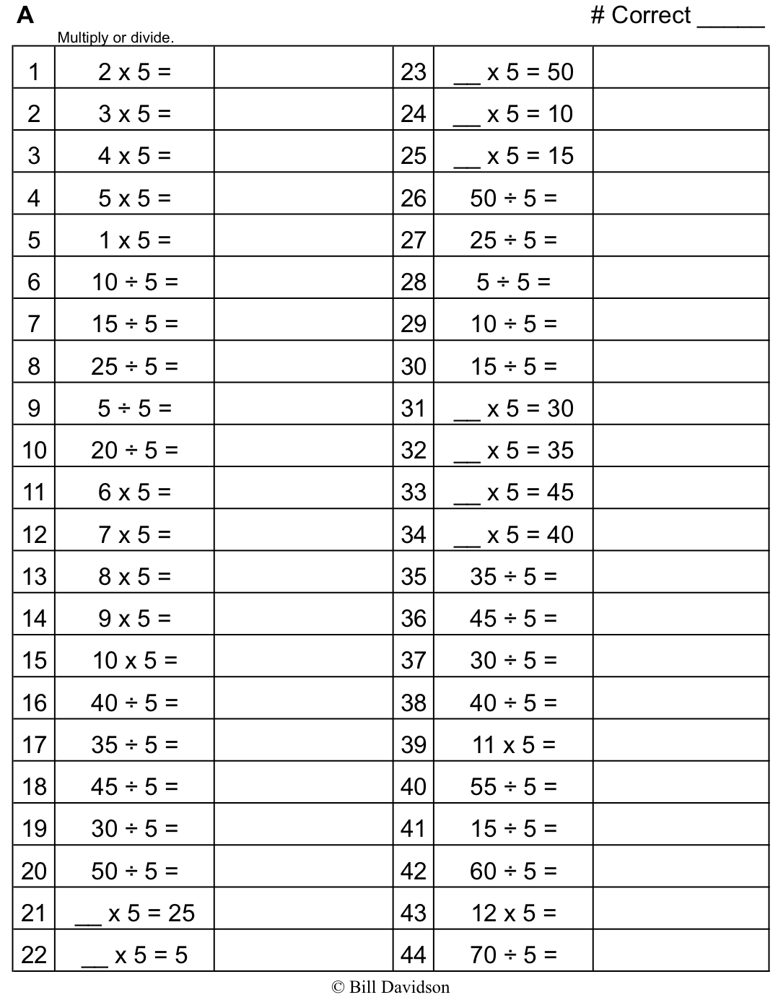 A
# Correct _____
Multiply or divide.
1 2 x 5 = 23 __ x 5 = 50
2 3 x 5 = 24 __ x 5 = 10
3 4 x 5 = 25 __ x 5 = 15
4 5 x 5 = 26 50 ÷ 5 =
5 1 x 5 = 27 25 ÷ 5 =
6 10 ÷ 5 = 28 5 ÷ 5 =
7 15 ÷ 5 = 29 10 ÷ 5 =
8 25 ÷ 5 = 30 15 ÷ 5 =
9 5 ÷ 5 = 31 __ x 5 = 30
10 20 ÷ 5 = 32 __ x 5 = 35
11 6 x 5 = 33 __ x 5 = 45
12 7 x 5 = 34 __ x 5 = 40
13 8 x 5 = 35 35 ÷ 5 =
14 9 x 5 = 36 45 ÷ 5 =
15 10 x 5 = 37 30 ÷ 5 =
16 40 ÷ 5 = 38 40 ÷ 5 =
17 35 ÷ 5 = 39 11 x 5 =
18 45 ÷ 5 = 40 55 ÷ 5 =
19 30 ÷ 5 = 41 15 ÷ 5 =
20 50 ÷ 5 = 42 60 ÷ 5 =
21 __ x 5 = 25 43 12 x 5 =
22 __ x 5 = 5 44 70 ÷ 5 =
© Bill Davidson